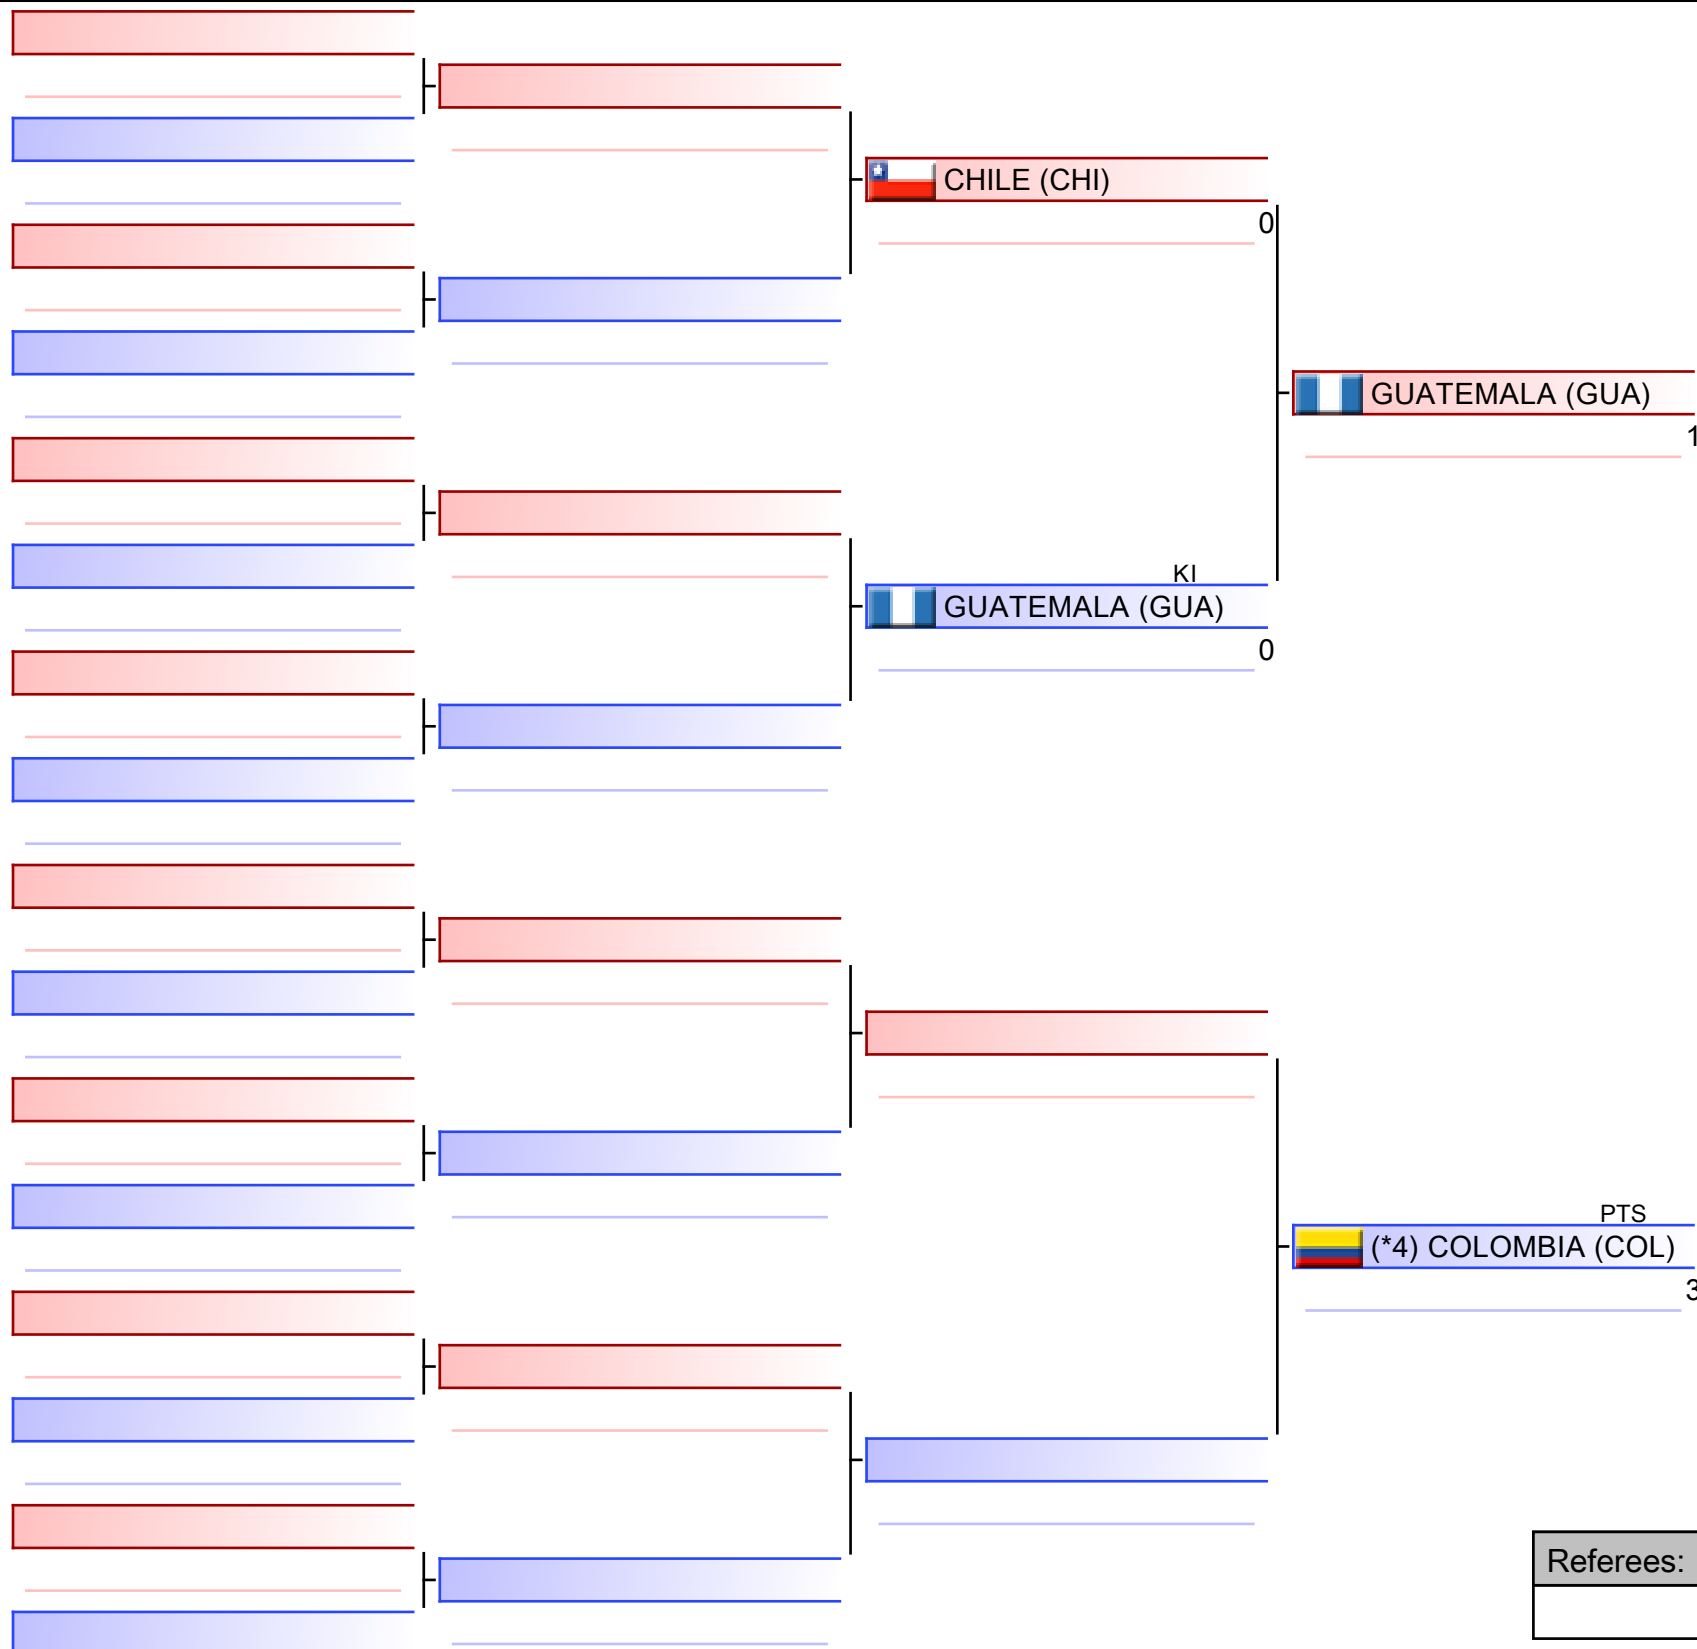 CHILE (CHI)
0
GUATEMALA (GUA)
1
KI
GUATEMALA (GUA)
0
PTS
(*4) COLOMBIA (COL)
3
Referees: